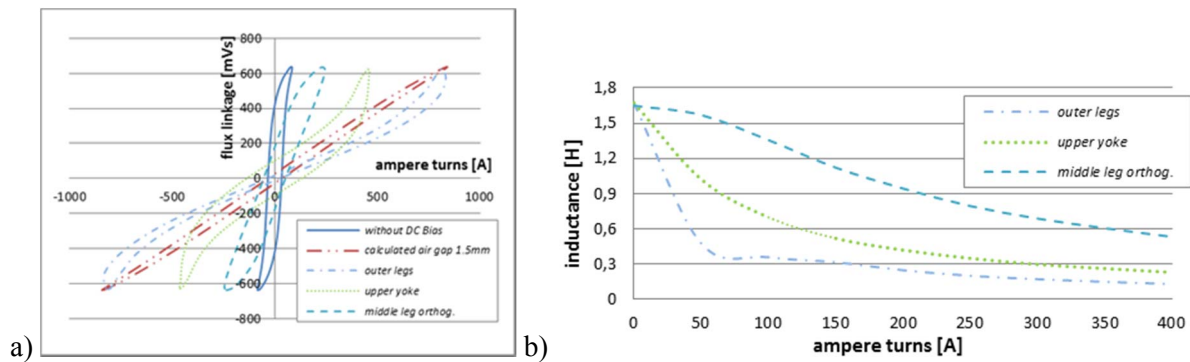 a)
flux linkage [mVs]
800
600
400
200
0
-200
-400
-600
-800
-1000
-500
0
500
1000
ampere turns [A]
without DC Bias
calculated air gap 1.5mm
outer legs
upper yoke
middle leg orthog.
b)
inductance [H]
1,8
1,5
1,2
0,9
0,6
0,3
0
0
50
100
150
200
250
300
350
400
ampere turns [A]
outer legs
upper yoke
middle leg orthog.